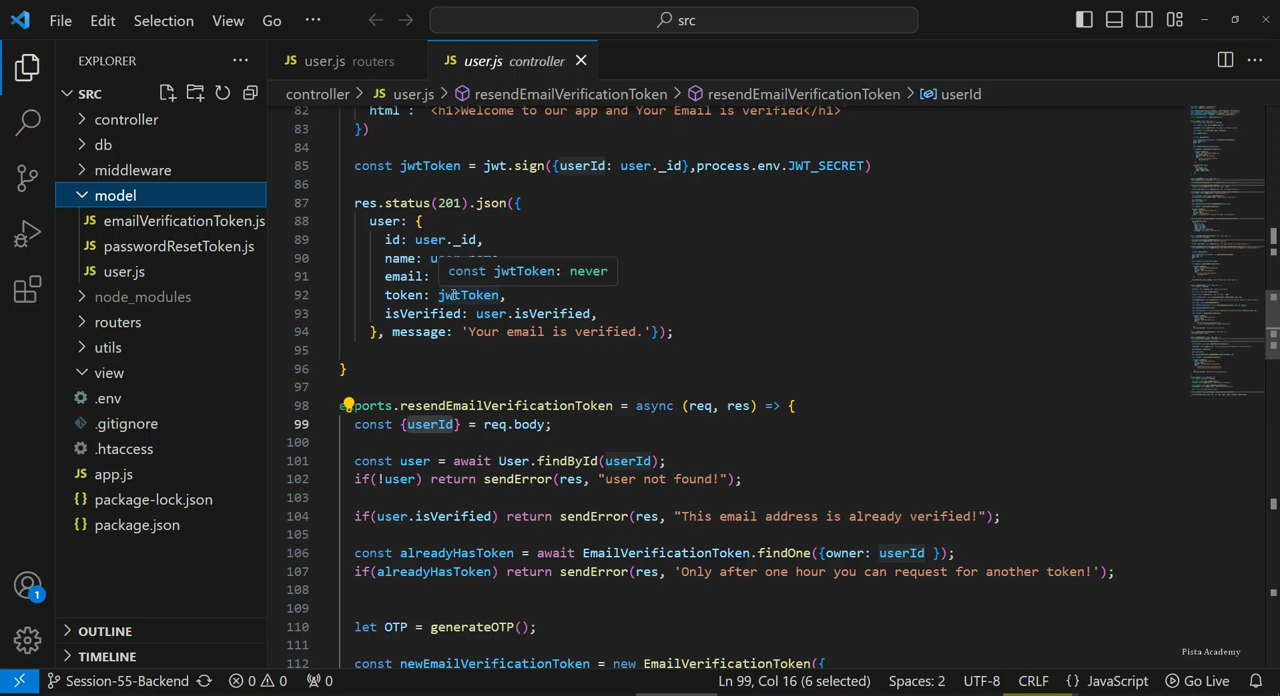 File Edit Selection View Go ··· src
EXPLORER ···
JS user.js routers
JS user.js controller
SRC
controller > JS user.js > resendEmailVerificationToken > resendEmailVerificationToken > userId
controller
db
middleware
model
JS emailVerificationToken.js
JS passwordResetToken.js
JS user.js
node_modules
routers
utils
view
.env
.gitignore
.htaccess
JS app.js
{} package-lock.json
{} package.json
OUTLINE
TIMELINE
1
82 html : `<h1>Welcome to our app and Your Email is verified</h1>`
83 })
84
85 const jwtToken = jwt.sign({userId: user._id},process.env.JWT_SECRET)
86
87 res.status(201).json({
88 user: {
89 id: user._id,
90 name: user.name,
const jwtToken: never
91 email:
92 token: jwtToken,
93 isVerified: user.isVerified,
94 }, message: 'Your email is verified.'});
95
96 }
97
98 exports.resendEmailVerificationToken = async (req, res) => {
99 const {userId} = req.body;
100
101 const user = await User.findById(userId);
102 if(!user) return sendError(res, "user not found!");
103
104 if(user.isVerified) return sendError(res, "This email address is already verified!");
105
106 const alreadyHasToken = await EmailVerificationToken.findOne({owner: userId });
107 if(alreadyHasToken) return sendError(res, 'Only after one hour you can request for another token!');
108
109
110 let OTP = generateOTP();
111
112 const newEmailVerificationToken = new EmailVerificationToken({
Pista Academy
Session-55-Backend 0 0 0 Ln 99, Col 16 (6 selected) Spaces: 2 UTF-8 CRLF {} JavaScript Go Live